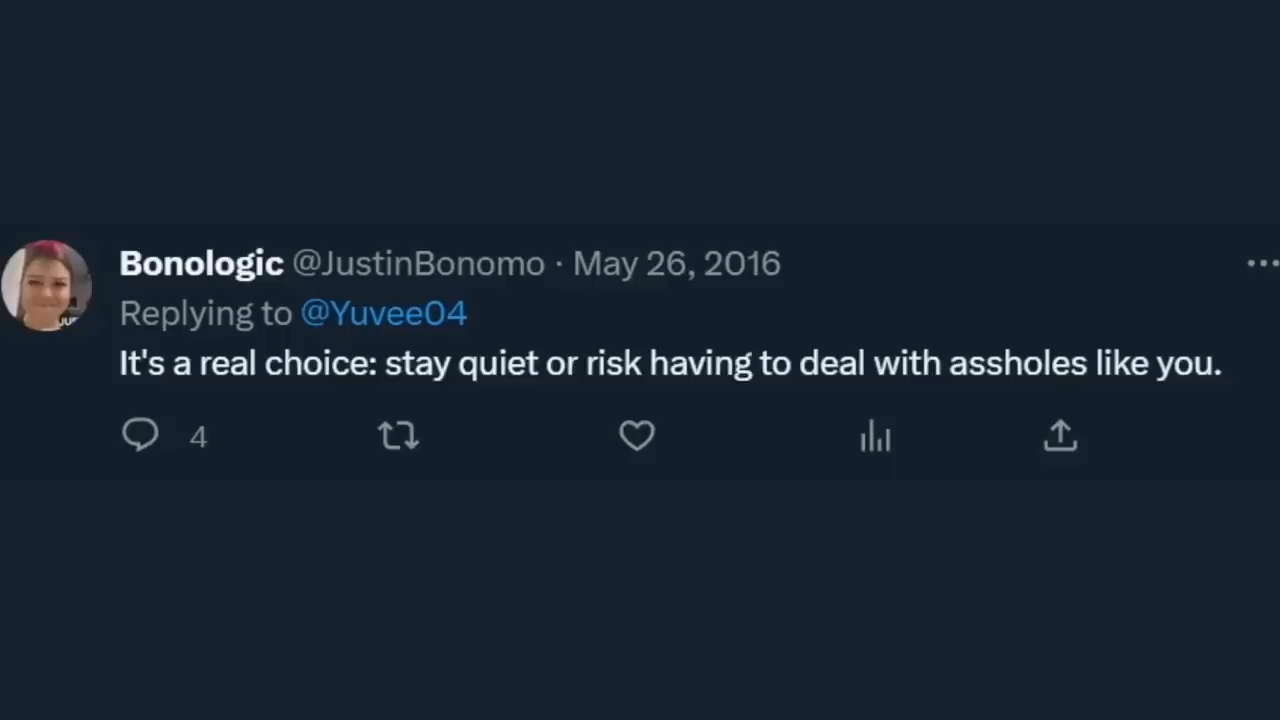 Bonologic @JustinBonomo · May 26, 2016
Replying to @Yuvee04
It's a real choice: stay quiet or risk having to deal with assholes like you.
4